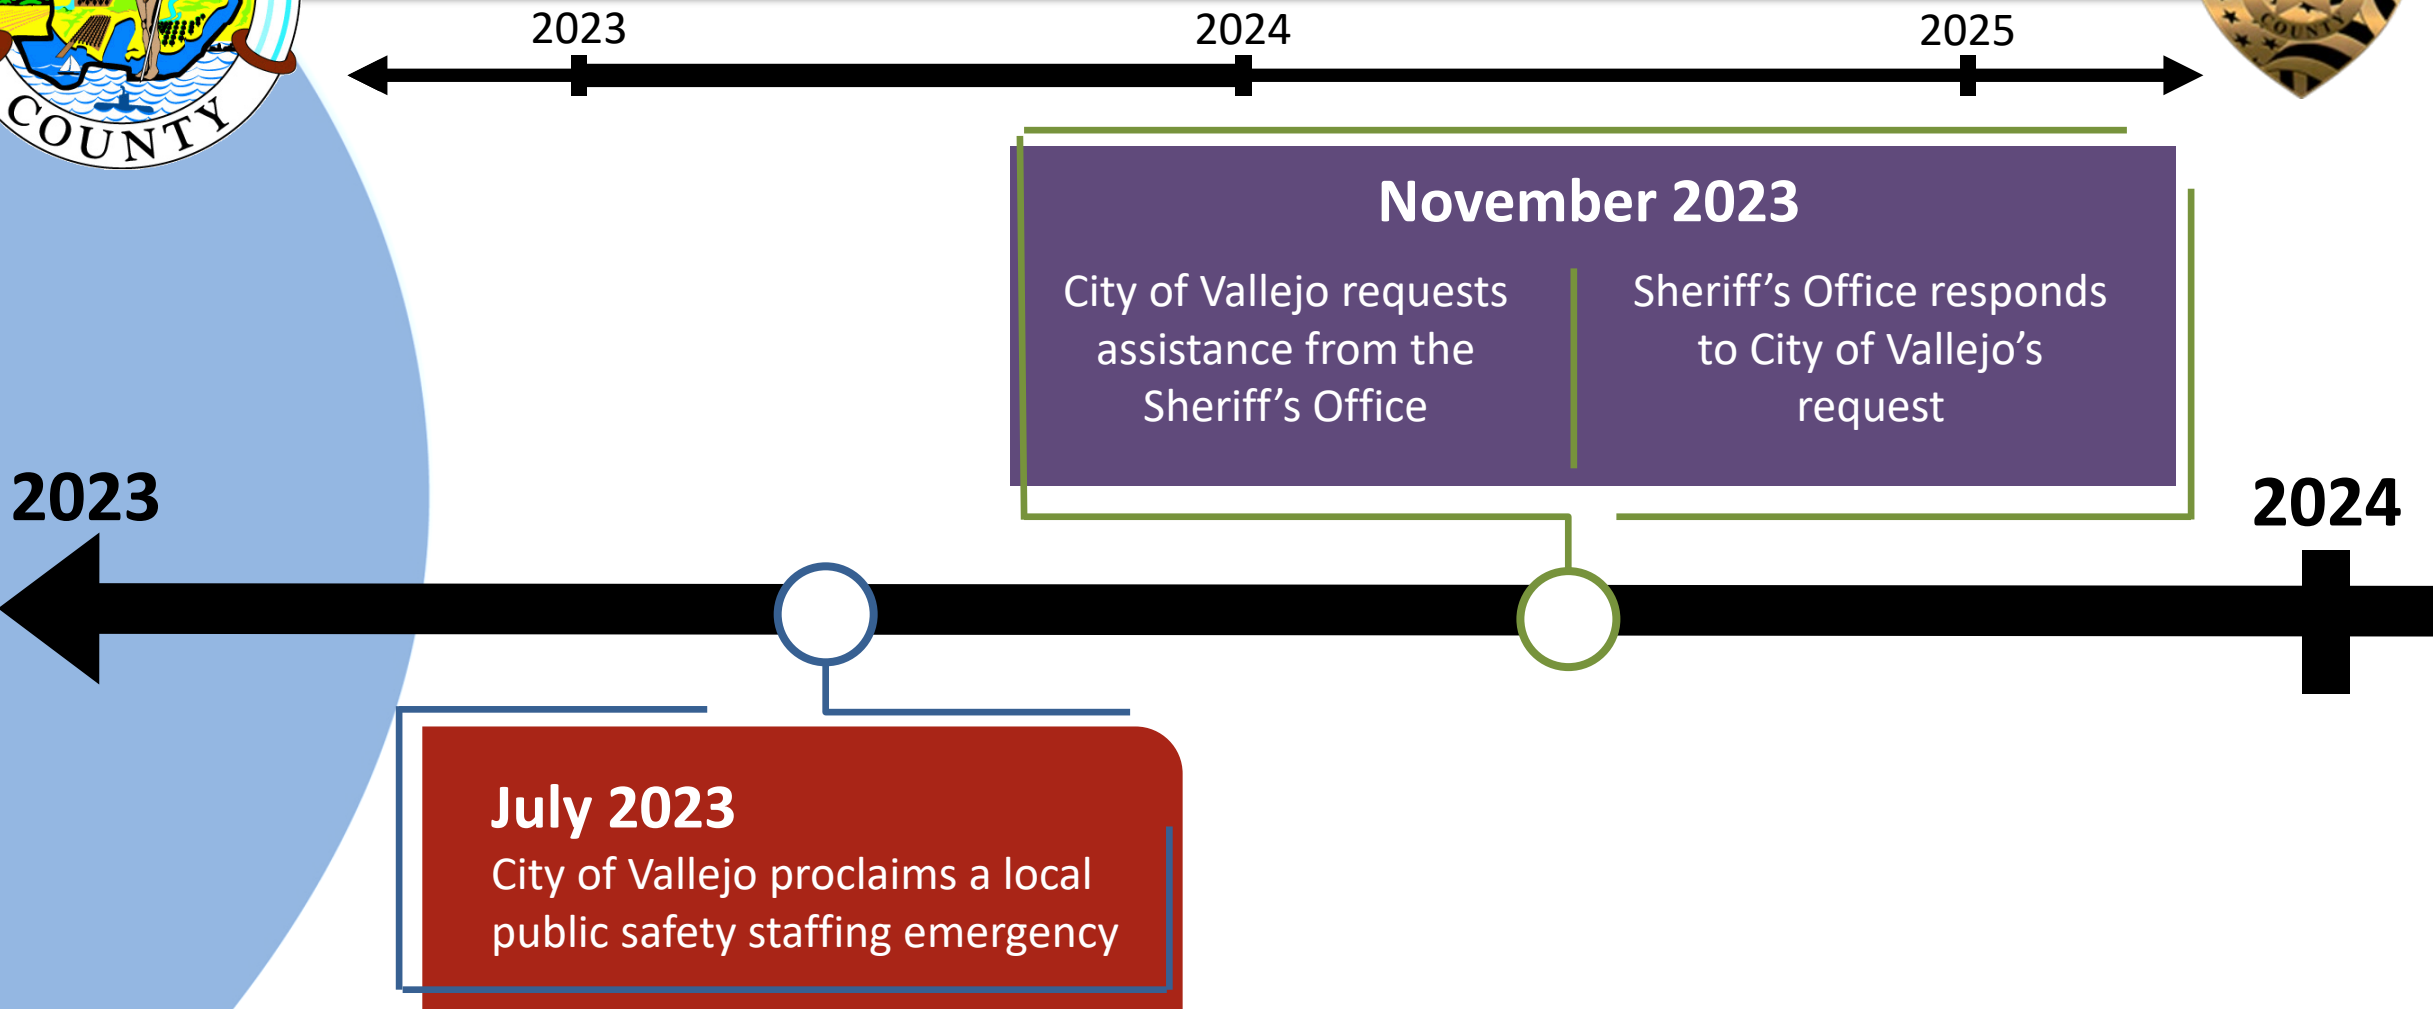 2023
2024
2025
COUNTY
COUNTY
November 2023
City of Vallejo requests
assistance from the
Sheriff’s Office
Sheriff’s Office responds
to City of Vallejo’s
request
2023
2024
July 2023
City of Vallejo proclaims a local
public safety staffing emergency